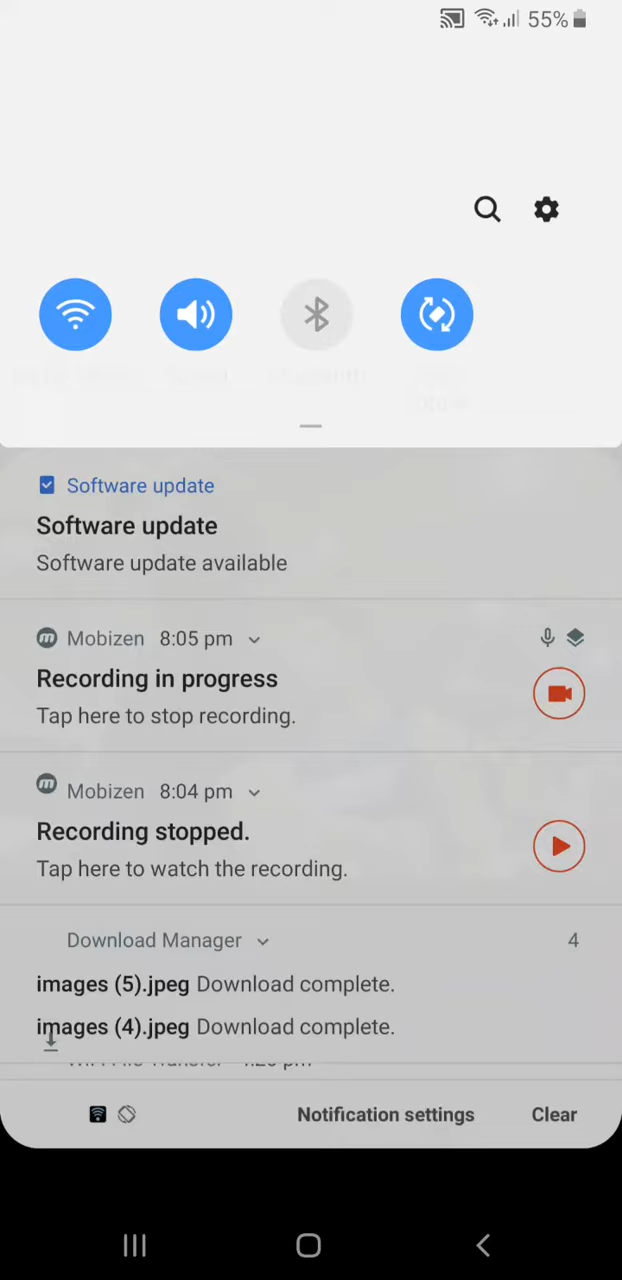 55%
Software update
Software update
Software update available
Mobizen 8:05 pm
Recording in progress
Tap here to stop recording.
Mobizen 8:04 pm
Recording stopped.
Tap here to watch the recording.
Download Manager 4
images (5).jpeg Download complete.
images (4).jpeg Download complete.
Notification settings Clear